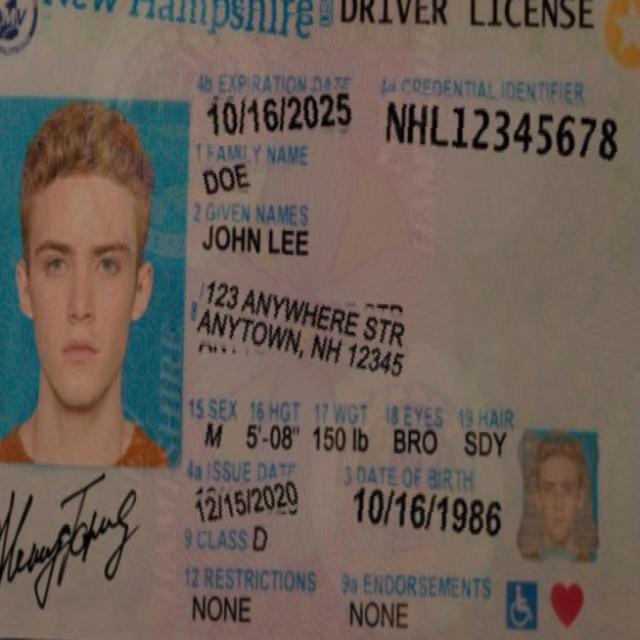 New Hampshire USA DRIVER LICENSE
4b EXPIRATION DATE 4d CREDENTIAL IDENTIFIER
10/16/2025 NHL12345678
1 FAMILY NAME
DOE
2 GIVEN NAMES
JOHN LEE
8 123 ANYWHERE STR
ANYTOWN, NH 12345
15 SEX 16 HGT 17 WGT 18 EYES 19 HAIR
M 5'-08" 150 lb BRO SDY
4a ISSUE DATE 3 DATE OF BIRTH
12/15/2020 10/16/1986
9 CLASS D
12 RESTRICTIONS 9a ENDORSEMENTS
NONE NONE